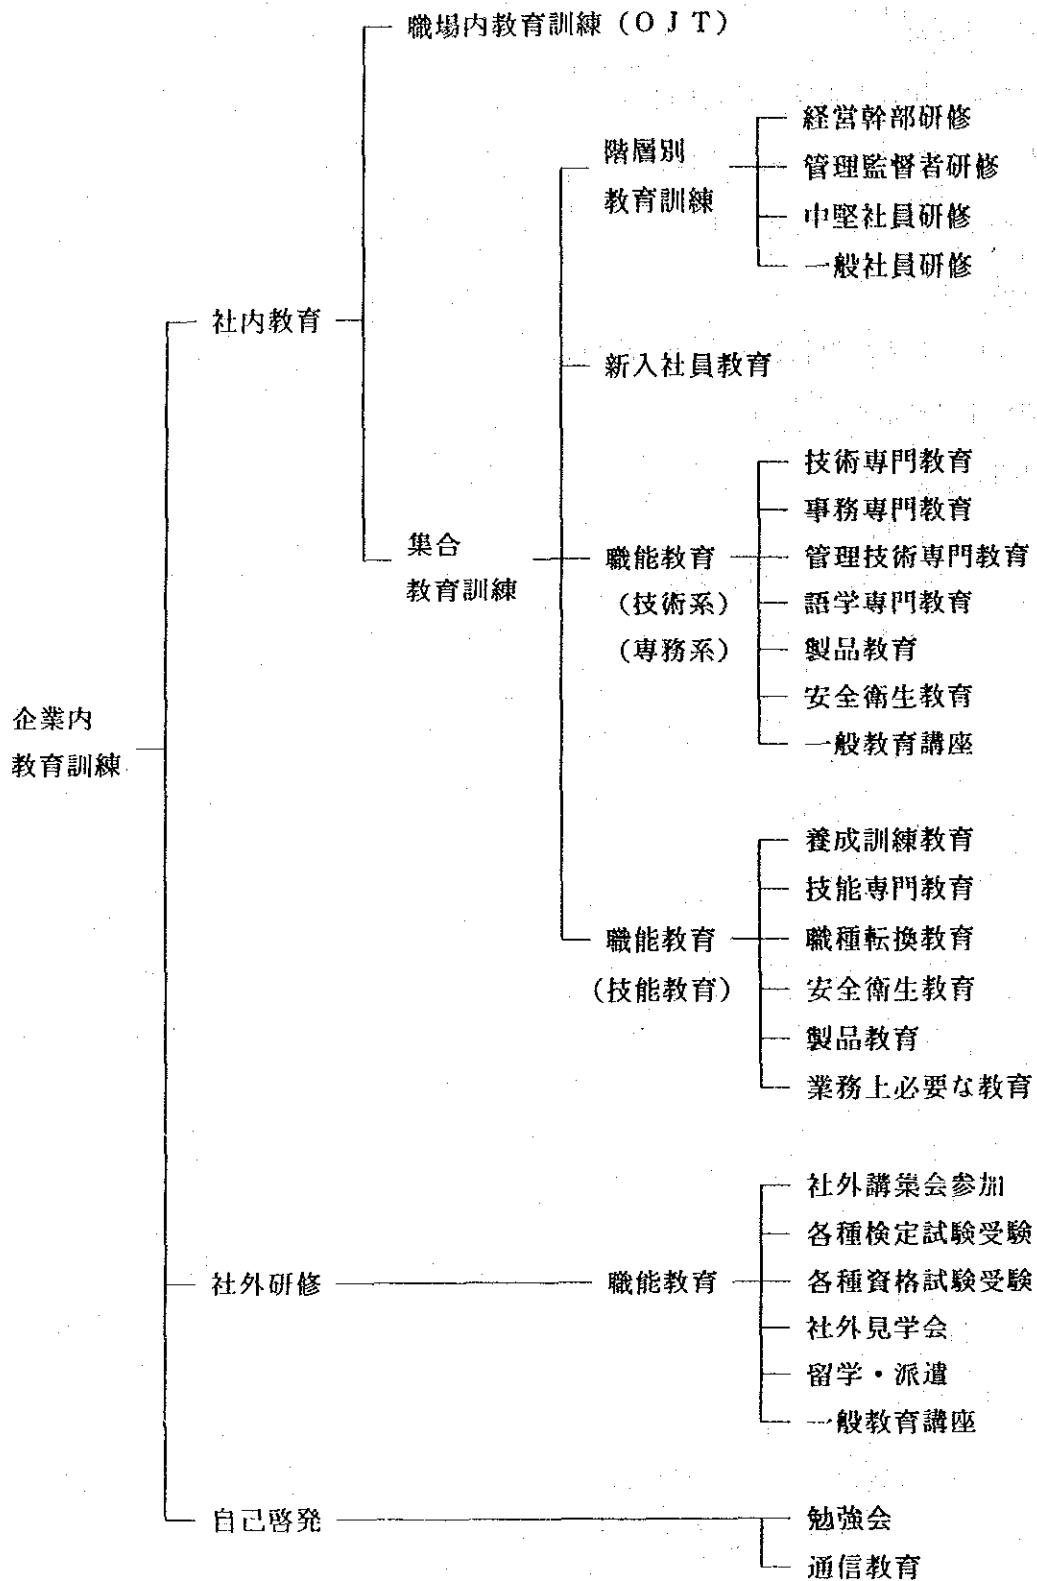 職場内教育訓練（ＯＪＴ）
経営幹部研修
階層別
管理監督者研修
教育訓練
中堅社員研修
一般社員研修
社内教育
新入社員教育
技術専門教育
事務専門教育
集合
職能教育
管理技術専門教育
教育訓練
（技術系）
語学専門教育
（専務系）
製品教育
安全衛生教育
企業内
一般教育講座
教育訓練
養成訓練教育
技能専門教育
職能教育
職種転換教育
（技能教育）
安全衛生教育
製品教育
業務上必要な教育
社外講集会参加
各種検定試験受験
社外研修
職能教育
各種資格試験受験
社外見学会
留学・派遣
一般教育講座
自己啓発
勉強会
通信教育